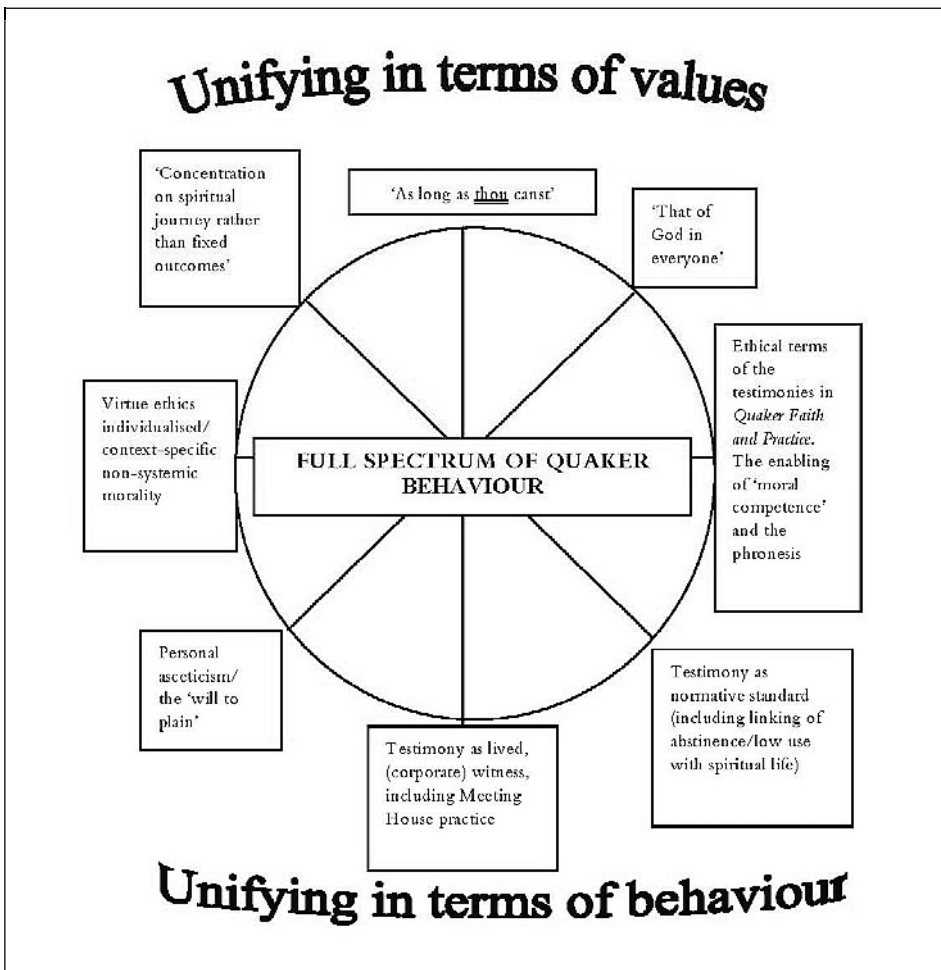 Unifying in terms of values
‘Concentration
on spiritual
journey rather
than fixed
outcomes’
‘As long as thou canst’
‘That of
God in
everyone’
Ethical terms
of the
testimonies in
Quaker Faith
and Practice.
The enabling
of ‘moral
competence’
and the
phronesis
Virtue ethics
individualised/
context-specific
non-systemic
morality
FULL SPECTRUM OF QUAKER
BEHAVIOUR
Personal
asceticism/
the ‘will to
plain’
Testimony as lived,
(corporate) witness,
including Meeting
House practice
Testimony as
normative standard
(including linking of
abstinence/low use
with spiritual life)
Unifying in terms of behaviour